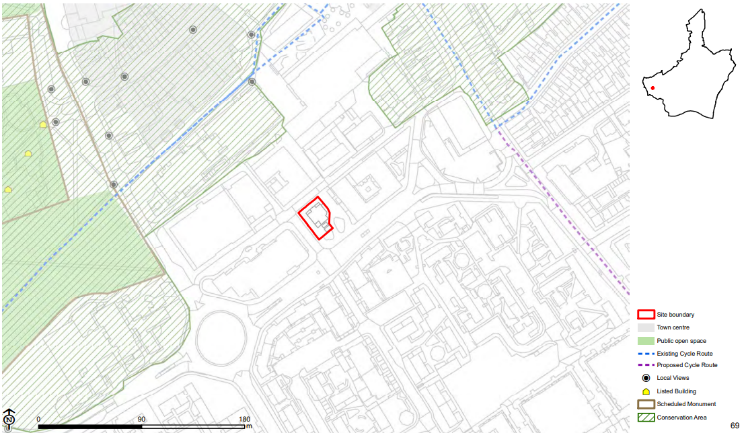 Site boundary
Town centre
Public open space
Existing Cycle Route
Proposed Cycle Route
Local Views
Listed Building
Scheduled Monument
Conservation Area
N
0 90 180
m
69